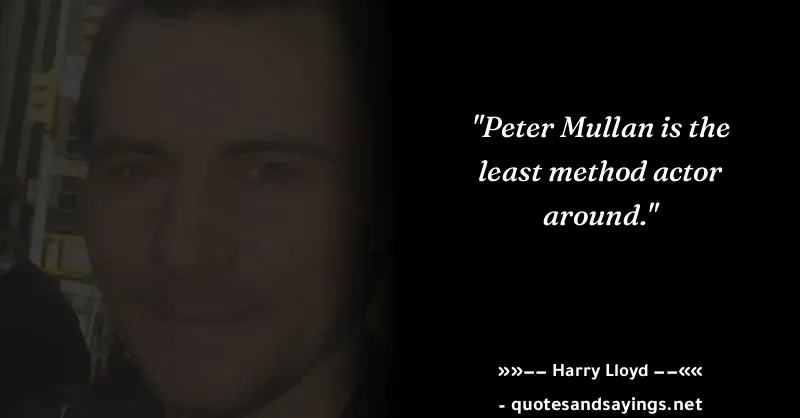 "Peter Mullan is the
least method actor
around."
»»-- Harry Lloyd --««
- quotesandsayings.net